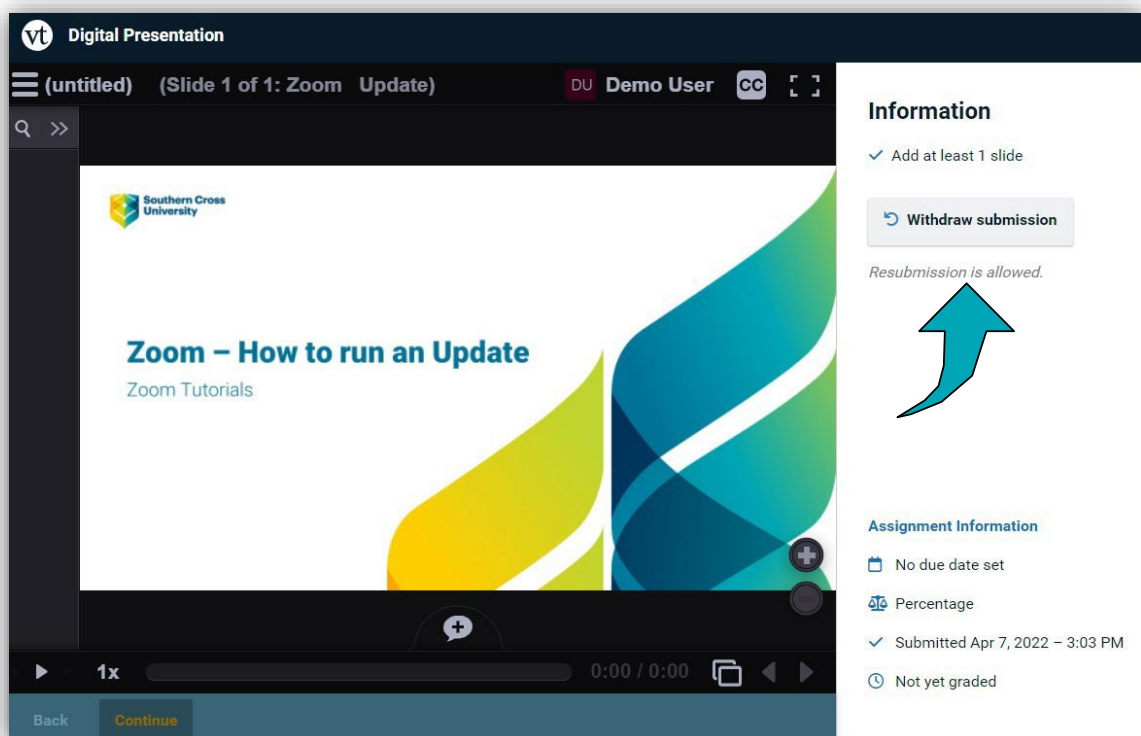 vt Digital Presentation
(untitled) (Slide 1 of 1: Zoom Update) DU Demo User CC
Southern Cross
University
Zoom – How to run an Update
Zoom Tutorials
1x 0:00 / 0:00
Back Continue
Information
Add at least 1 slide
Withdraw submission
Resubmission is allowed.
Assignment Information
No due date set
Percentage
Submitted Apr 7, 2022 – 3:03 PM
Not yet graded